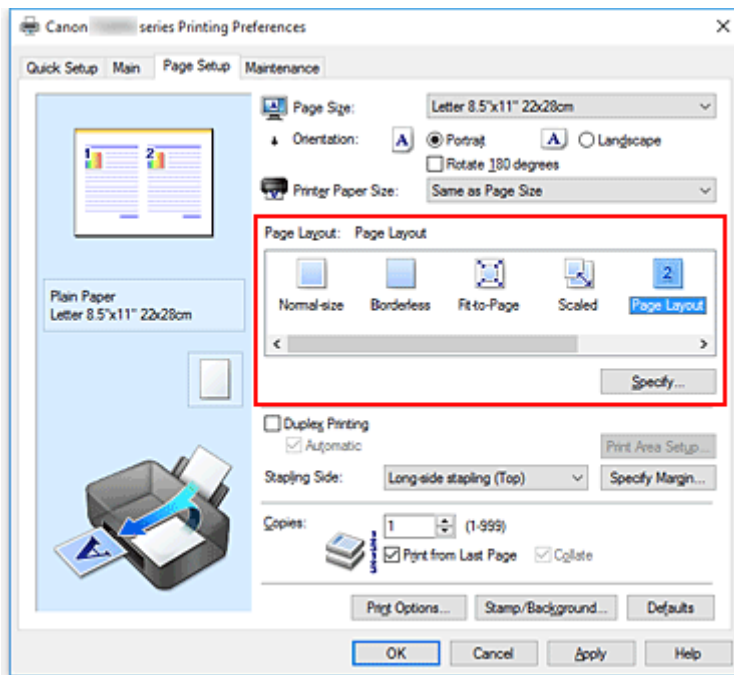 Canon series Printing Preferences
Quick Setup Main Page Setup Maintenance
1 2
Page Size: Letter 8.5"x11" 22x28cm
Orientation: A Portrait A Landscape
Rotate 180 degrees
Printer Paper Size: Same as Page Size
Page Layout: Page Layout
2
Normal-size Borderless Fit-to-Page Scaled Page Layout
Specify...
Plain Paper
Letter 8.5"x11" 22x28cm
Duplex Printing
Automatic Print Area Setup...
Stapling Side: Long-side stapling (Top) Specify Margin...
Copies: 1 (1-999)
Print from Last Page Collate
A
Print Options... Stamp/Background... Defaults
OK Cancel Apply Help